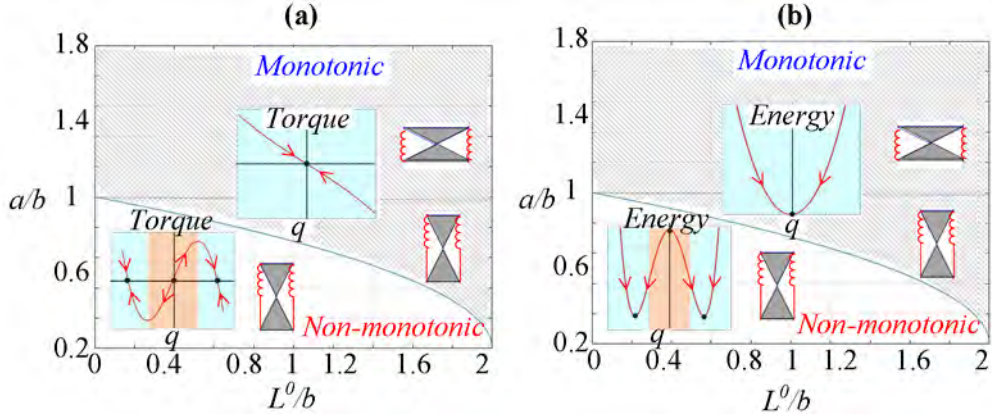 (a)
1.8
1.4
1
0.6
0.2
a/b
Monotonic
Torque
q
Torque
q
Non-monotonic
0
0.4
0.8
1
1.2
1.6
2
L⁰/b
(b)
1.8
1.4
1
0.6
0.2
a/b
Monotonic
Energy
q
Energy
q
Non-monotonic
0
0.4
0.8
1
1.2
1.6
2
L⁰/b